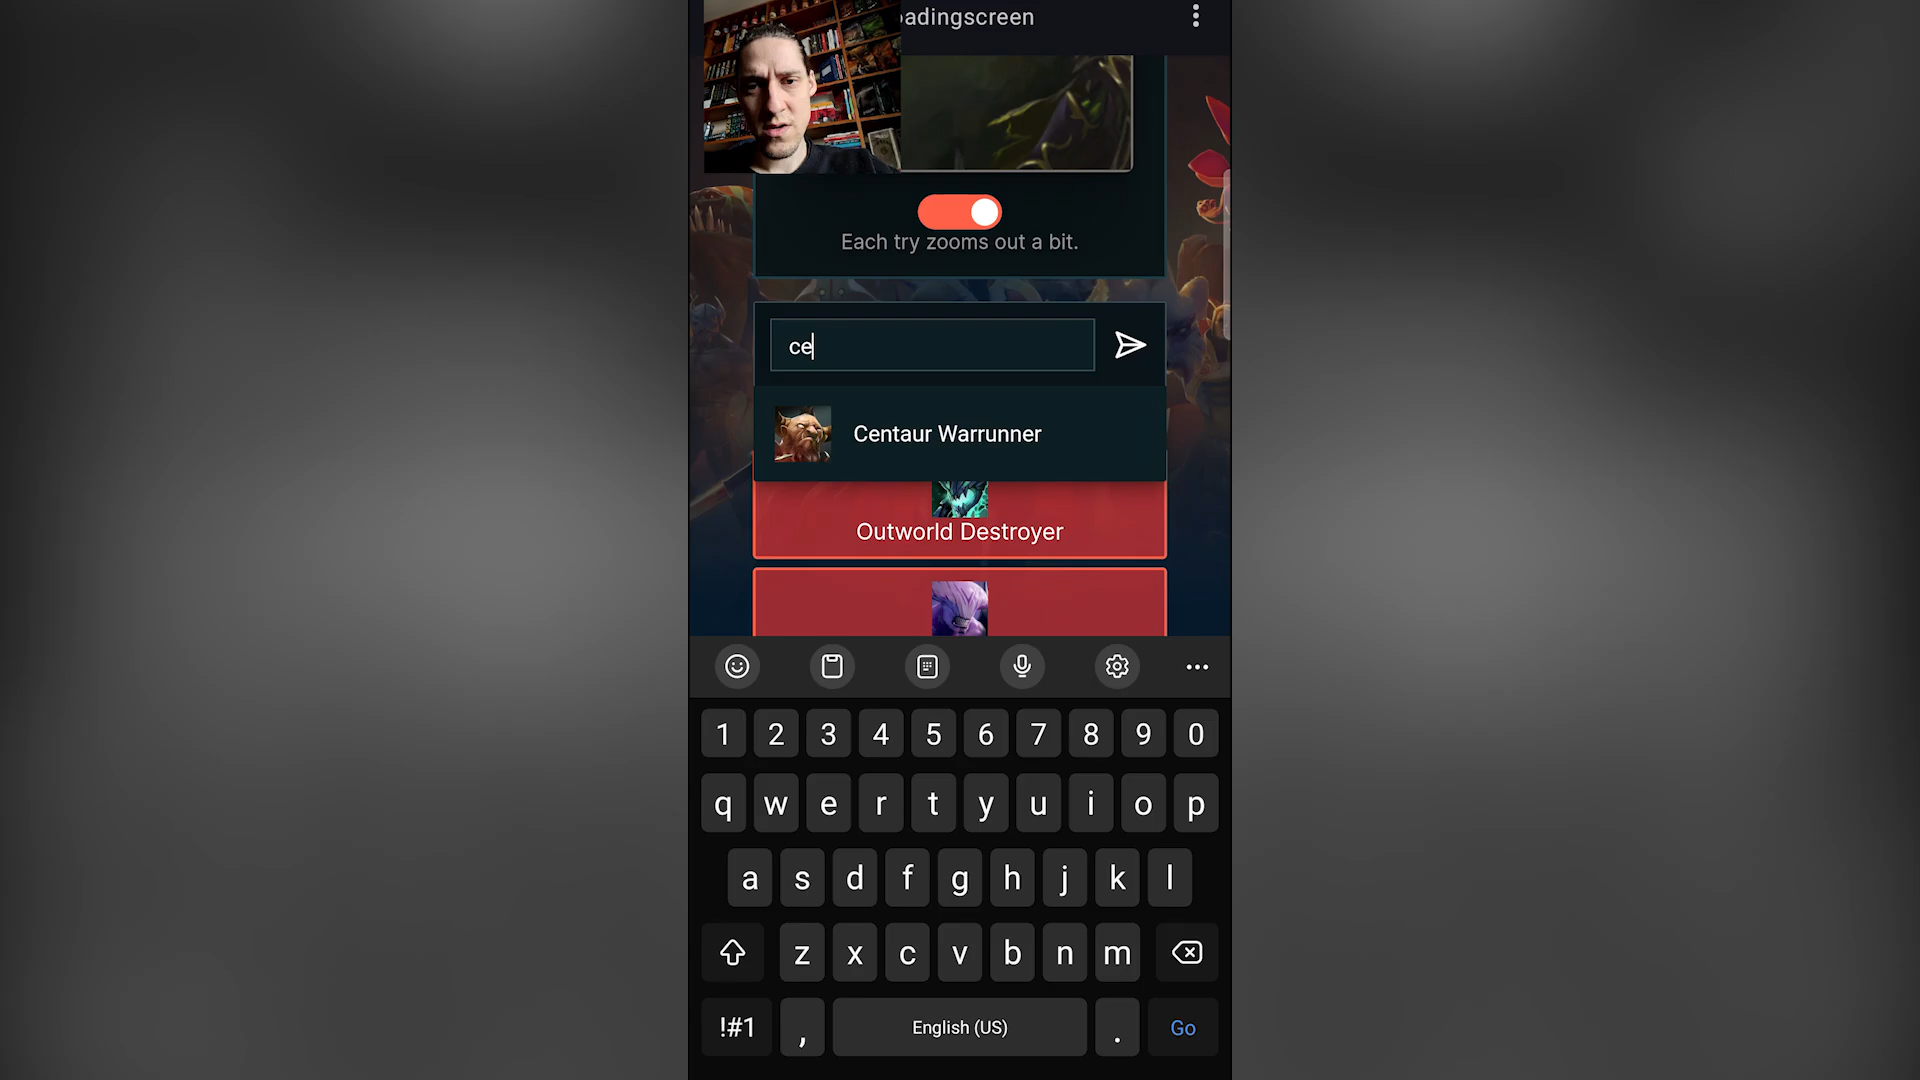 adingscreen
Each try zooms out a bit.
ce
Centaur Warrunner
Outworld Destroyer
1 2 3 4 5 6 7 8 9 0
q w e r t y u i o p
a s d f g h j k l
z x c v b n m
!#1 , English (US) . Go